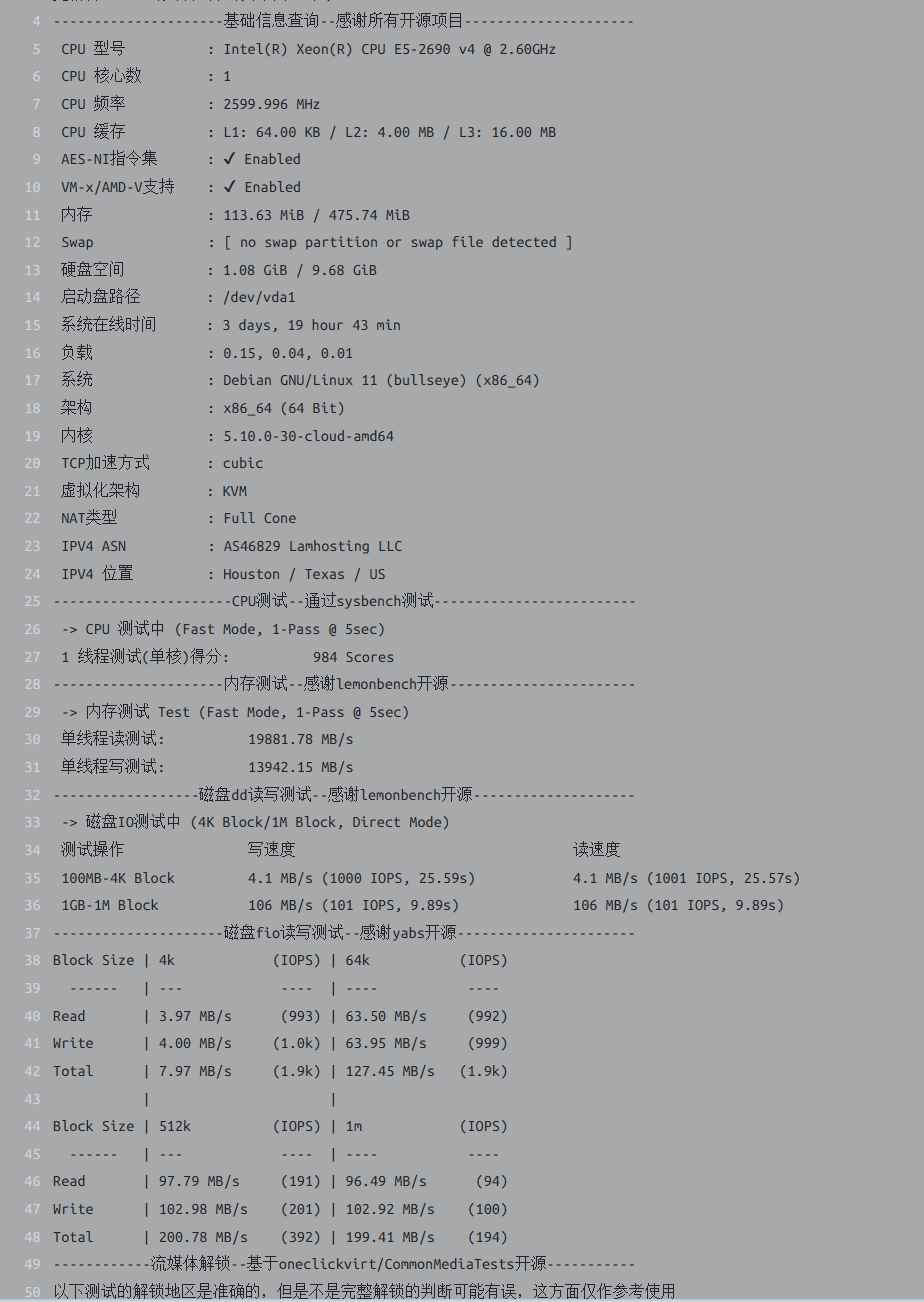 4 ---------------------基础信息查询--感谢所有开源项目---------------------
5 CPU 型号          : Intel(R) Xeon(R) CPU E5-2690 v4 @ 2.60GHz
6 CPU 核心数        : 1
7 CPU 频率          : 2599.996 MHz
8 CPU 缓存          : L1: 64.00 KB / L2: 4.00 MB / L3: 16.00 MB
9 AES-NI指令集      : ✔ Enabled
10 VM-x/AMD-V支持    : ✔ Enabled
11 内存              : 113.63 MiB / 475.74 MiB
12 Swap              : [ no swap partition or swap file detected ]
13 硬盘空间          : 1.08 GiB / 9.68 GiB
14 启动盘路径        : /dev/vda1
15 系统在线时间      : 3 days, 19 hour 43 min
16 负载              : 0.15, 0.04, 0.01
17 系统              : Debian GNU/Linux 11 (bullseye) (x86_64)
18 架构              : x86_64 (64 Bit)
19 内核              : 5.10.0-30-cloud-amd64
20 TCP加速方式       : cubic
21 虚拟化架构        : KVM
22 NAT类型           : Full Cone
23 IPV4 ASN          : AS46829 Lamhosting LLC
24 IPV4 位置         : Houston / Texas / US
25 ----------------------CPU测试--通过sysbench测试-------------------------
26 -> CPU 测试中 (Fast Mode, 1-Pass @ 5sec)
27 1 线程测试(单核)得分:          984 Scores
28 ---------------------内存测试--感谢lemonbench开源-----------------------
29 -> 内存测试 Test (Fast Mode, 1-Pass @ 5sec)
30 单线程读测试:          19881.78 MB/s
31 单线程写测试:          13942.15 MB/s
32 ------------------磁盘dd读写测试--感谢lemonbench开源--------------------
33 -> 磁盘IO测试中 (4K Block/1M Block, Direct Mode)
34 测试操作          写速度          读速度
35 100MB-4K Block    4.1 MB/s (1000 IOPS, 25.59s)    4.1 MB/s (1001 IOPS, 25.57s)
36 1GB-1M Block      106 MB/s (101 IOPS, 9.89s)      106 MB/s (101 IOPS, 9.89s)
37 ---------------------磁盘fio读写测试--感谢yabs开源----------------------
38 Block Size | 4k            (IOPS) | 64k           (IOPS)
39   ------   | ---            ----  | ----           ----
40 Read       | 3.97 MB/s      (993) | 63.50 MB/s     (992)
41 Write      | 4.00 MB/s     (1.0k) | 63.95 MB/s     (999)
42 Total      | 7.97 MB/s     (1.9k) | 127.45 MB/s   (1.9k)
43            |                      |
44 Block Size | 512k          (IOPS) | 1m            (IOPS)
45   ------   | ---            ----  | ----           ----
46 Read       | 97.79 MB/s     (191) | 96.49 MB/s      (94)
47 Write      | 102.98 MB/s    (201) | 102.92 MB/s    (100)
48 Total      | 200.78 MB/s    (392) | 199.41 MB/s    (194)
49 ------------流媒体解锁--基于oneclickvirt/CommonMediaTests开源-----------
50 以下测试的解锁地区是准确的，但是不是完整解锁的判断可能有误，这方面仅作参考使用